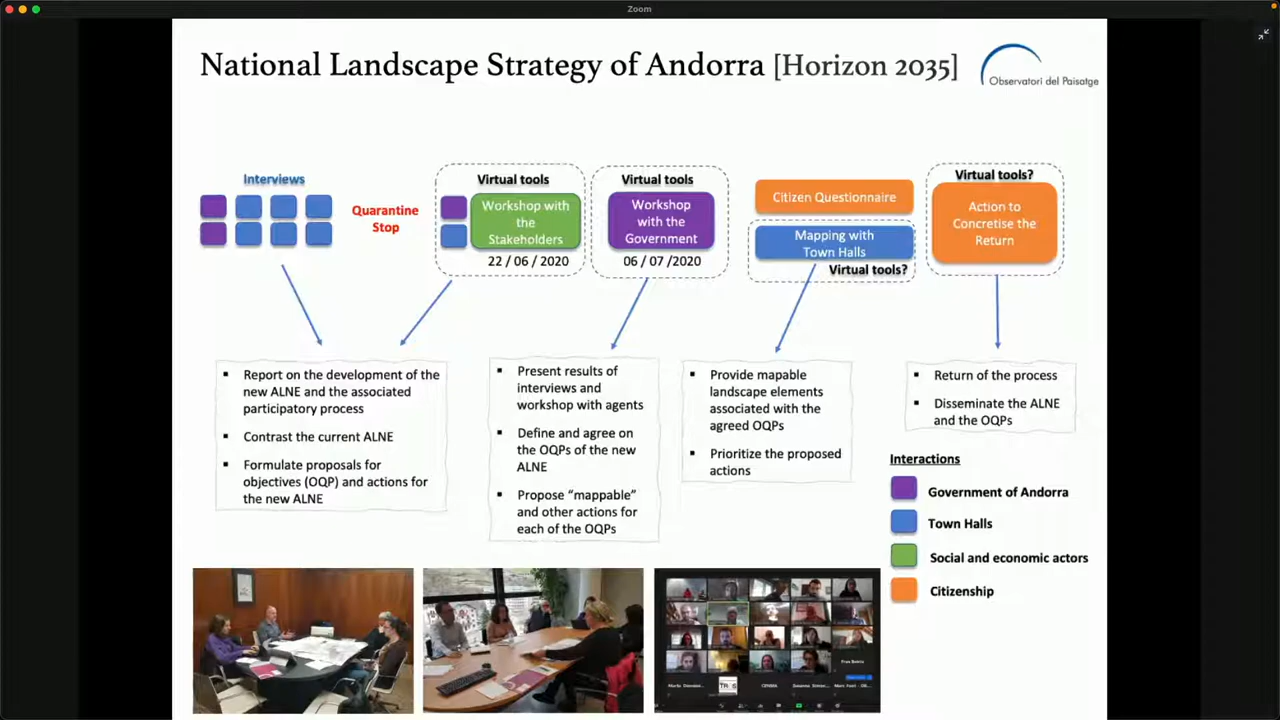 Zoom
National Landscape Strategy of Andorra [Horizon 2035]
Observatori del Paisatge
Interviews
Quarantine
Stop
Virtual tools
Workshop with
the
Stakeholders
22 / 06 / 2020
Virtual tools
Workshop
with the
Government
06 / 07 /2020
Citizen Questionnaire
Mapping with
Town Halls
Virtual tools?
Virtual tools?
Action to
Concretise the
Return
▪ Report on the development of the
new ALNE and the associated
participatory process
▪ Contrast the current ALNE
▪ Formulate proposals for
objectives (OQP) and actions for
the new ALNE
▪ Present results of
interviews and
workshop with agents
▪ Define and agree on
the OQPs of the new
ALNE
▪ Propose “mappable”
and other actions for
each of the OQPs
▪ Provide mapable
landscape elements
associated with the
agreed OQPs
▪ Prioritize the proposed
actions
▪ Return of the process
▪ Disseminate the ALNE
and the OQPs
Interactions
Government of Andorra
Town Halls
Social and economic actors
Citizenship